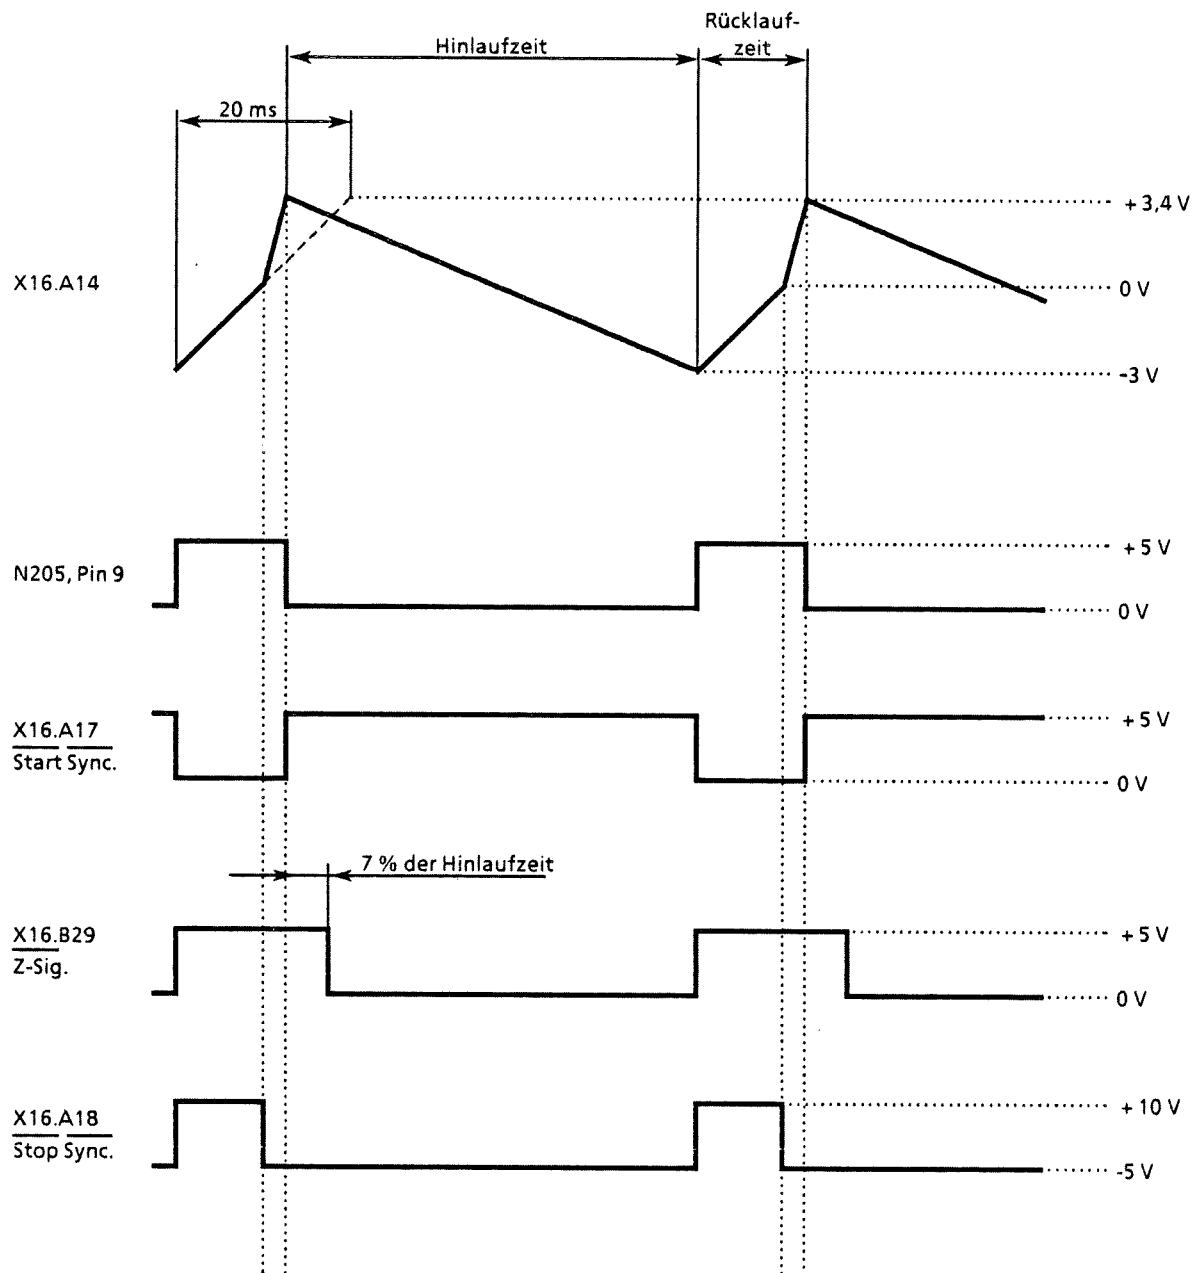 Rücklauf-
zeit
Hinlaufzeit
20 ms
+ 3,4 V
X16.A14
0 V
-3 V
+ 5 V
N205, Pin 9
0 V
X16.A17
Start Sync.
+ 5 V
0 V
7 % der Hinlaufzeit
X16.B29
Z-Sig.
+ 5 V
0 V
X16.A18
Stop Sync.
+ 10 V
-5 V